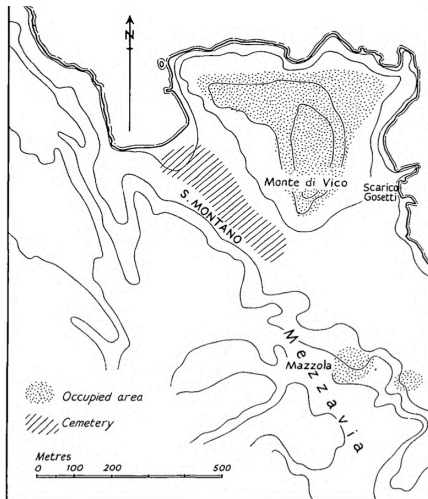 N
Monte di Vico
Scarico
Gosetti
S. MONTANO
Mezzavia
Mazzola
Occupied area
Cemetery
Metres
0 100 200 500